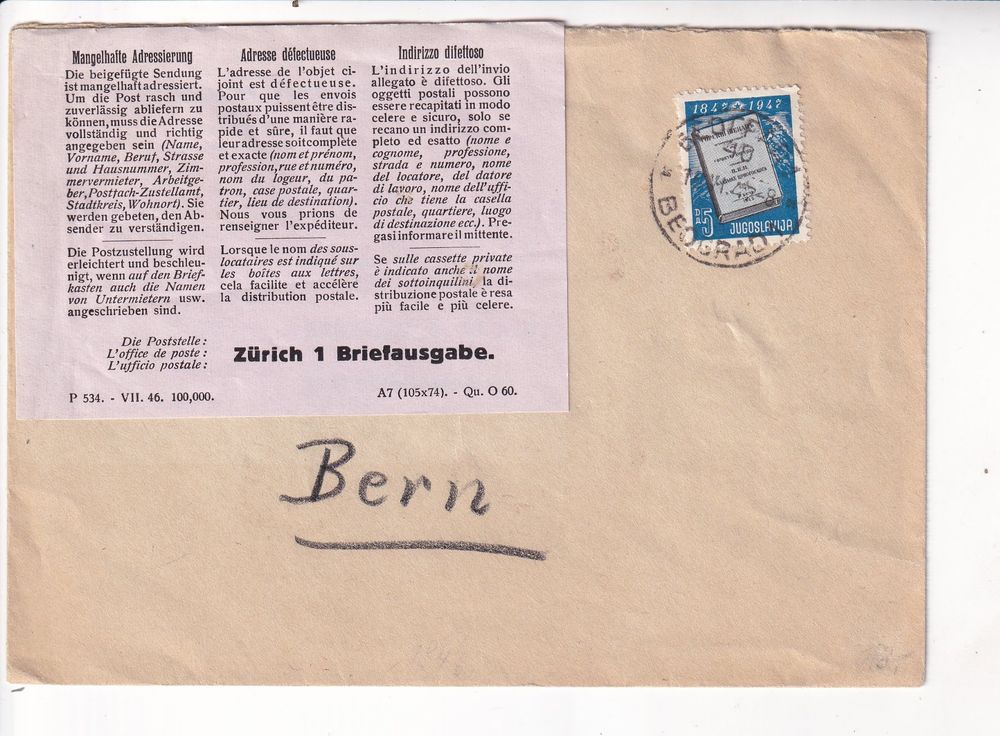 Mangelhafte Adressierung
Die beigefügte Sendung
ist mangelhaft adressiert.
Um die Post rasch und
zuverlässig abliefern zu
können, muss die Adresse
vollständig und richtig
angegeben sein (Name,
Vorname, Beruf, Strasse
und Hausnummer, Zim-
mervermieter, Arbeitge-
ber, Postfach-Zustellamt,
Stadtkreis, Wohnort). Sie
werden gebeten, den Ab-
sender zu verständigen.
Die Postzustellung wird
erleichtert und beschleu-
nigt, wenn auf den Brief-
kasten auch die Namen
von Untermietern usw.
angeschrieben sind.
Adresse défectueuse
L'adresse de l'objet ci-
joint est défectueuse.
Pour que les envois
postaux puissent être dis-
tribués d'une manière ra-
pide et sûre, il faut que
leur adresse soit complète
et exacte (nom et prénom,
profession, rue et numéro,
nom du logeur, du pa-
tron, case postale, quar-
tier, lieu de destination).
Nous vous prions de
renseigner l'expéditeur.
Lorsque le nom des sous-
locataires est indiqué sur
les boîtes aux lettres,
cela facilite et accélère
la distribution postale.
Indirizzo difettoso
L'indirizzo dell'invio
allegato è difettoso. Gli
oggetti postali possono
essere recapitati in modo
celere e sicuro, solo se
recano un indirizzo com-
pleto ed esatto (nome e
cognome, professione,
strada e numero, nome
del locatore, del datore
di lavoro, nome dell'uffi-
cio che tiene la casella
postale, quartiere, luogo
di destinazione ecc.). Pre-
gasi informare il mittente.
Se sulle cassette private
è indicato anche il nome
dei sottoinquilini, la di-
stribuzione postale è resa
più facile e più celere.
Die Poststelle:
L'office de poste:
L'ufficio postale:
Zürich 1 Briefausgabe.
P 534. - VII. 46. 100,000.
A7 (105x74). - Qu. O 60.
1847 1947
5
JUGOSLAVIJA
BEOGRAD
Bern